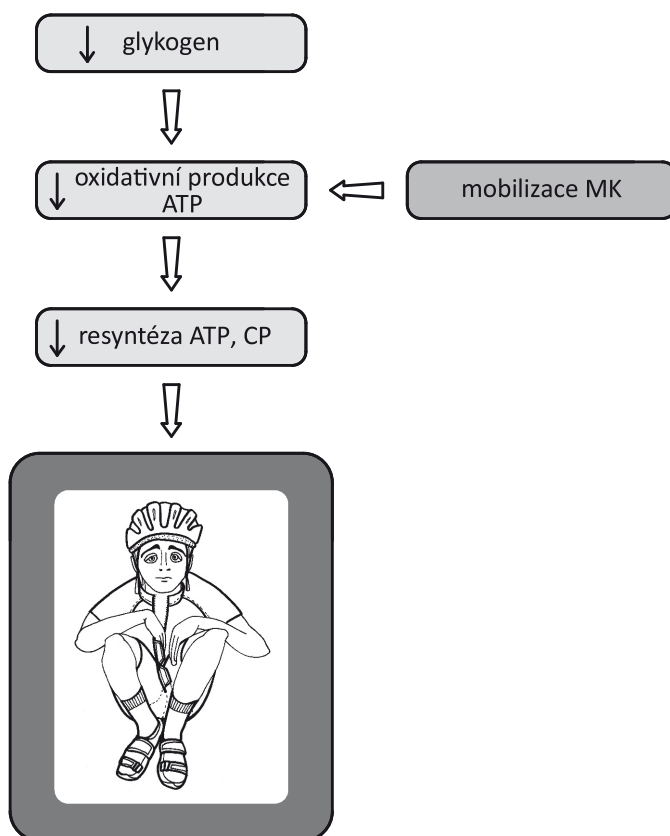 ↓ glykogen
↓ oxidativní produkce
ATP
mobilizace MK
↓ resyntéza ATP, CP